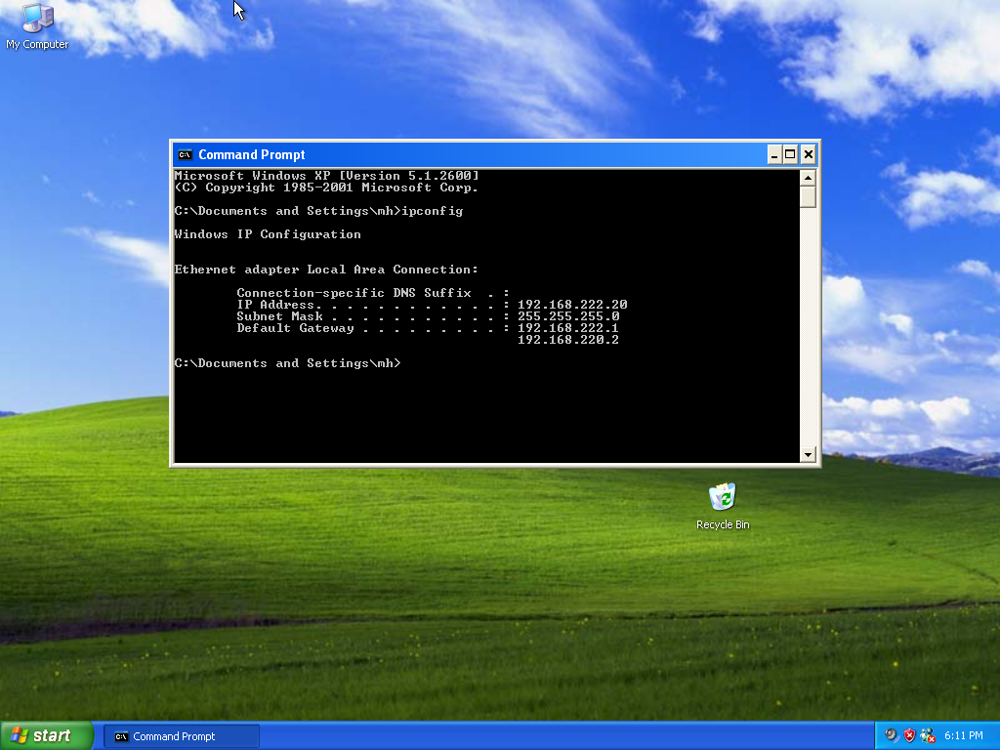 My Computer
Command Prompt
Microsoft Windows XP [Version 5.1.2600]
(C) Copyright 1985-2001 Microsoft Corp.
C:\Documents and Settings\mh>ipconfig
Windows IP Configuration
Ethernet adapter Local Area Connection:
Connection-specific DNS Suffix  . :
IP Address. . . . . . . . . . . . : 192.168.222.20
Subnet Mask . . . . . . . . . . . : 255.255.255.0
Default Gateway . . . . . . . . . : 192.168.222.1
192.168.220.2
C:\Documents and Settings\mh>
Recycle Bin
start
Command Prompt
6:11 PM